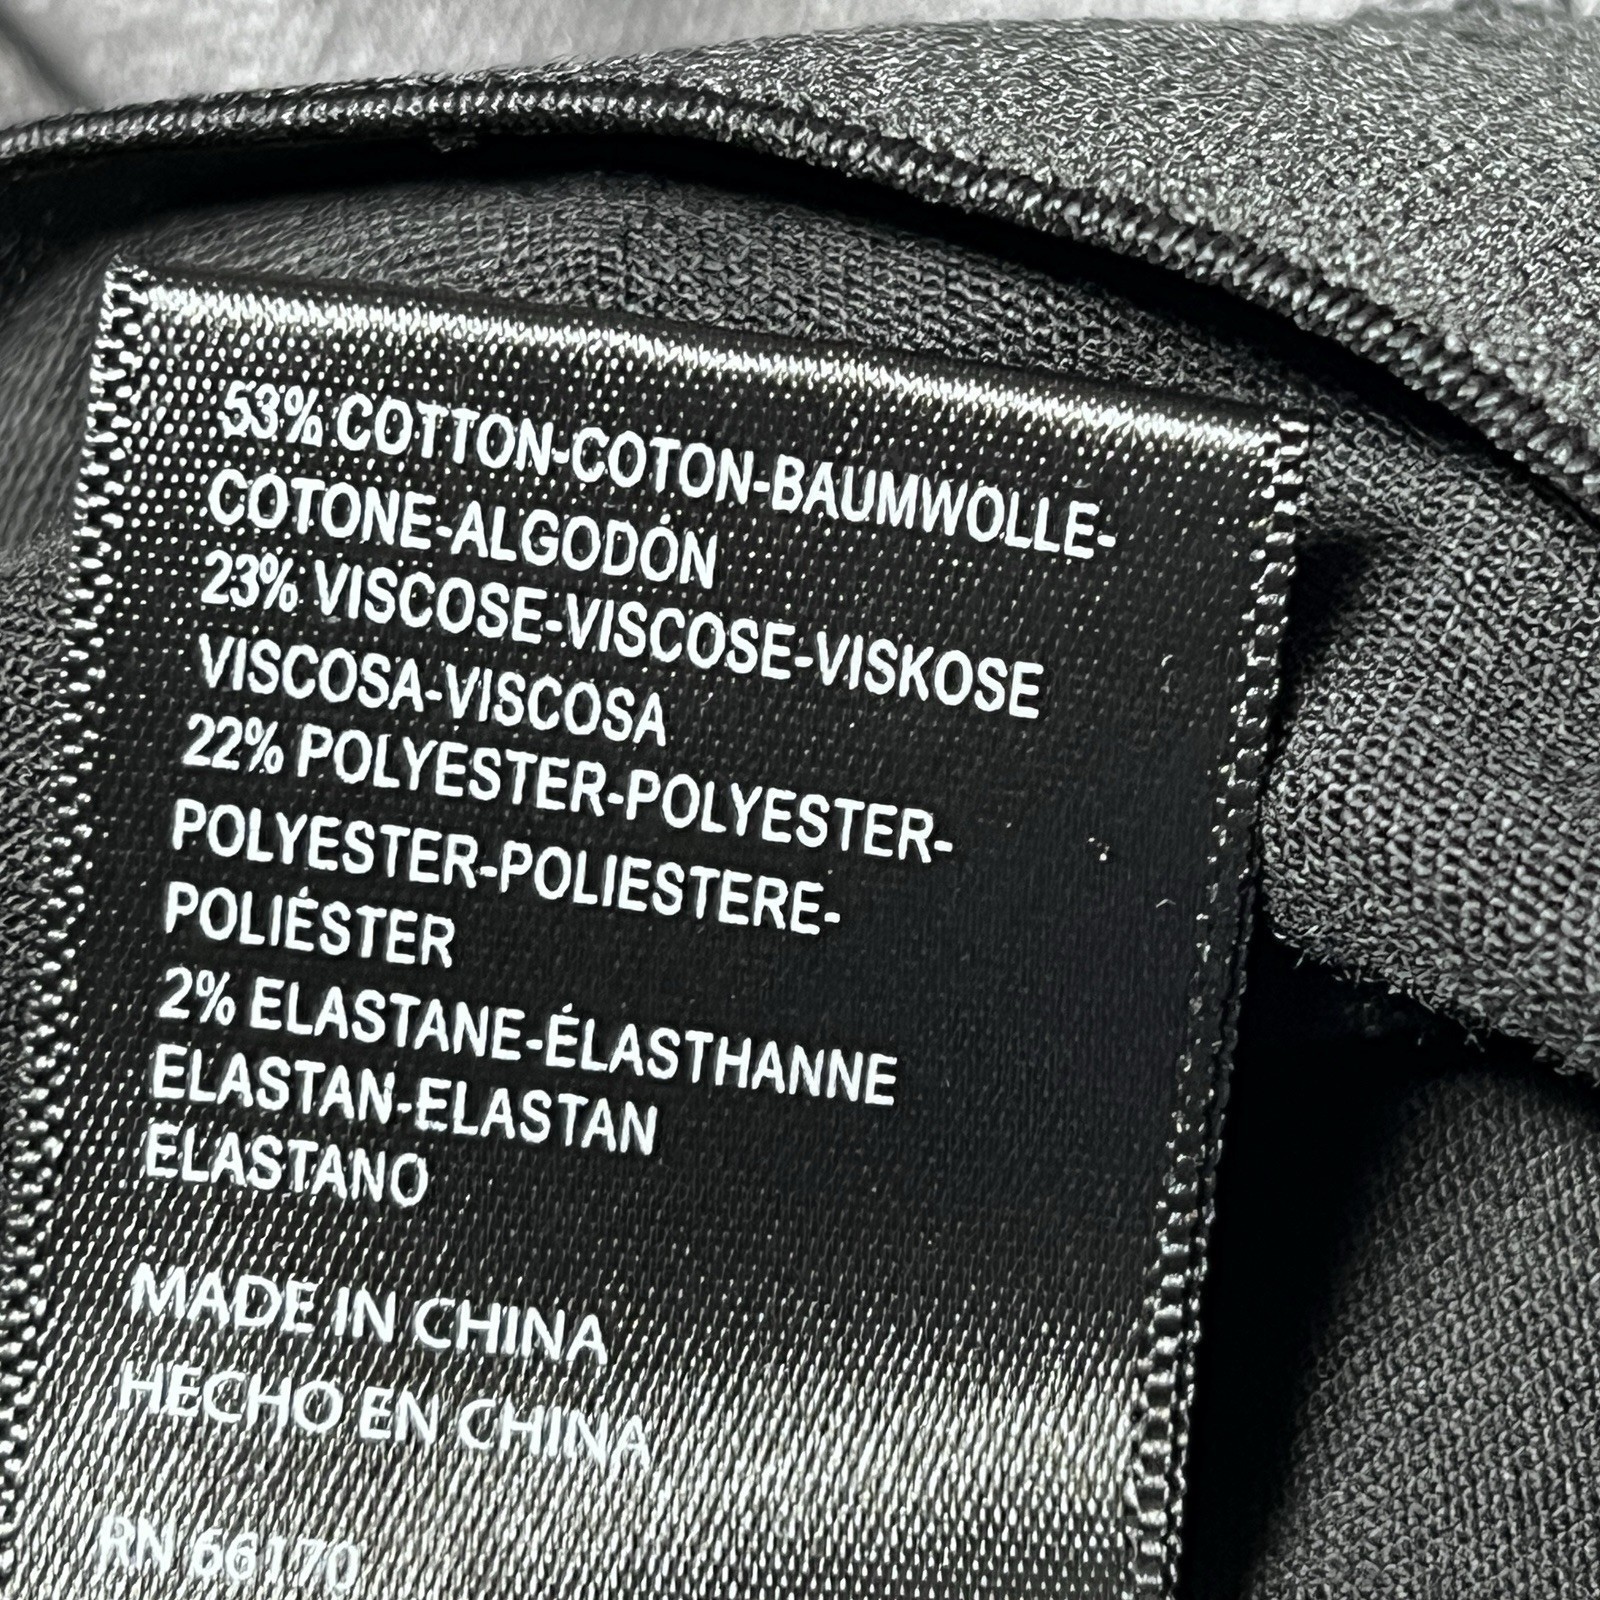 53% COTTON-COTON-BAUMWOLLE-
COTONE-ALGODÓN
23% VISCOSE-VISCOSE-VISKOSE
VISCOSA-VISCOSA
22% POLYESTER-POLYESTER-
POLYESTER-POLIESTERE-
POLIÉSTER
2% ELASTANE-ÉLASTHANNE
ELASTAN-ELASTAN
ELASTANO
MADE IN CHINA
HECHO EN CHINA
RN 66170